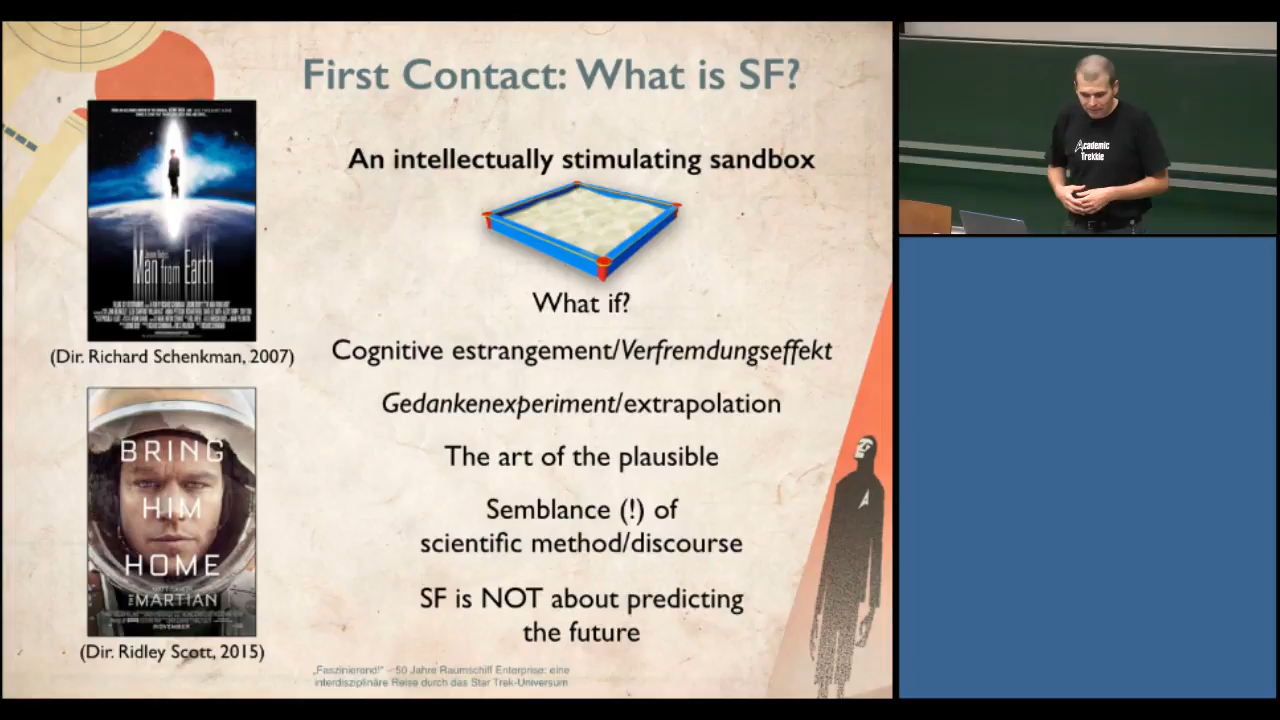 First Contact: What is SF?
An intellectually stimulating sandbox
What if?
Cognitive estrangement/Verfremdungseffekt
Gedankenexperiment/extrapolation
The art of the plausible
Semblance (!) of
scientific method/discourse
SF is NOT about predicting
the future
Man from Earth
(Dir. Richard Schenkman, 2007)
BRING
HIM
HOME
THE MARTIAN
NOVEMBER
(Dir. Ridley Scott, 2015)
„Faszinierend!" – 50 Jahre Raumschiff Enterprise: eine
interdisziplinäre Reise durch das Star Trek-Universum
Academic
Trekkie